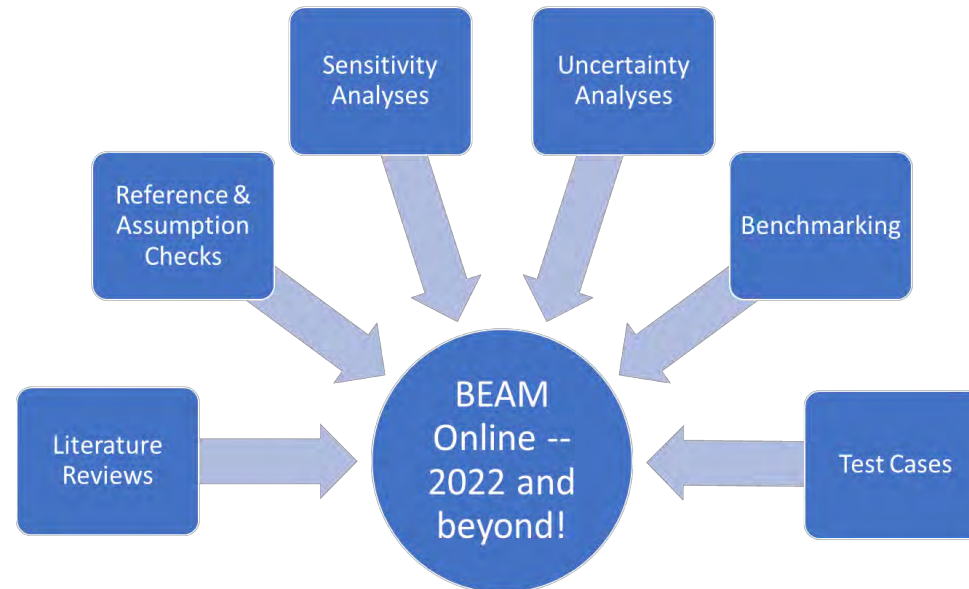 Sensitivity
Analyses
Uncertainty
Analyses
Reference &
Assumption
Checks
Benchmarking
Literature
Reviews
BEAM
Online --
2022 and
beyond!
Test Cases